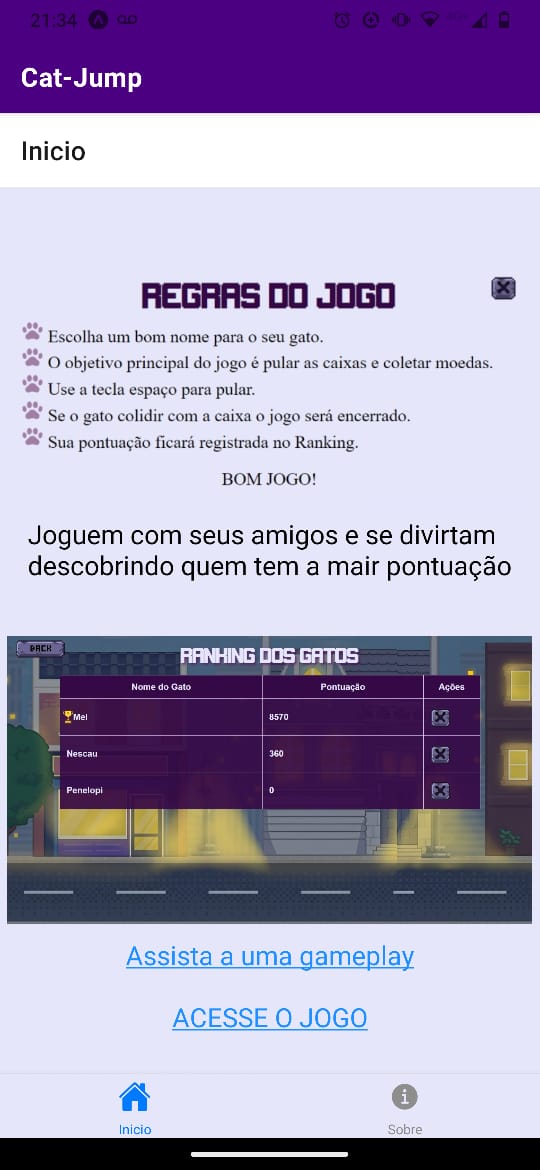 21:34
Cat-Jump
Inicio
REGRAS DO JOGO
Escolha um bom nome para o seu gato.
O objetivo principal do jogo é pular as caixas e coletar moedas.
Use a tecla espaço para pular.
Se o gato colidir com a caixa o jogo será encerrado.
Sua pontuação ficará registrada no Ranking.
BOM JOGO!
Joguem com seus amigos e se divirtam
descobrindo quem tem a mair pontuação
BACK
RANKING DOS GATOS
Nome do Gato Pontuação Ações
Mel 8570
Nescau 360
Penelopi 0
Assista a uma gameplay
ACESSE O JOGO
Inicio Sobre